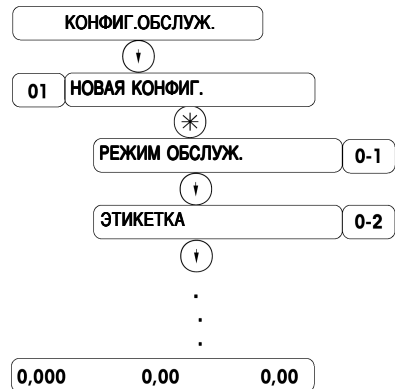 КОНФИГ.ОБСЛУЖ.
01 НОВАЯ КОНФИГ.
РЕЖИМ ОБСЛУЖ. 0-1
ЭТИКЕТКА 0-2
.
.
.
0,000 0,00 0,00